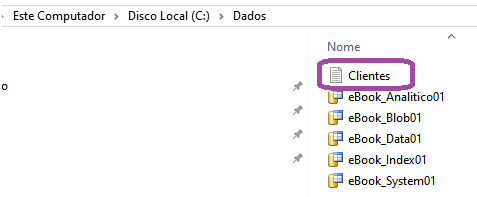 Este Computador > Disco Local (C:) > Dados
Nome
o
Clientes
eBook_Analitico01
eBook_Blob01
eBook_Data01
eBook_Index01
eBook_System01